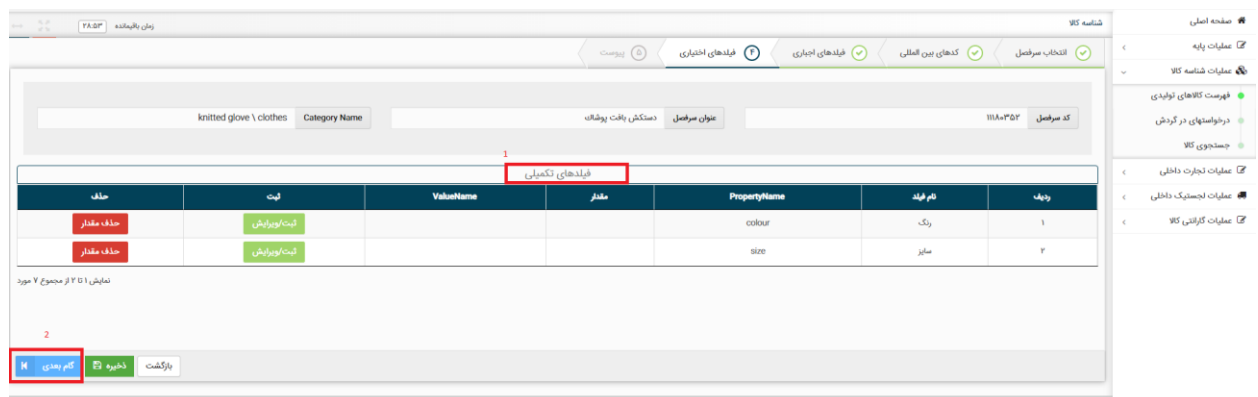 شناسه کالا
زمان باقیمانده ۲۸:۵۳
صفحه اصلی
عملیات پایه
عملیات شناسه کالا
فهرست کالاهای تولیدی
درخواستهای در گردش
جستجوی کالا
عملیات تجارت داخلی
عملیات لجستیک داخلی
عملیات گارانتی کالا
انتخاب سرفصل
کدهای بین المللی
فیلدهای اجباری
۴ فیلدهای اختیاری
۵ پیوست
کد سرفصل ۱۱۱۸۰۰۳۵۲
عنوان سرفصل دستکش بافت پوشاک
Category Name knitted glove \ clothes
1
فیلدهای تکمیلی
ردیف نام فیلد PropertyName مقدار ValueName ثبت حذف
۱ رنگ colour ثبت/ویرایش حذف مقدار
۲ سایز size ثبت/ویرایش حذف مقدار
نمایش ۱ تا ۲ از مجموع ۷ مورد
2
بازگشت ذخیره گام بعدی